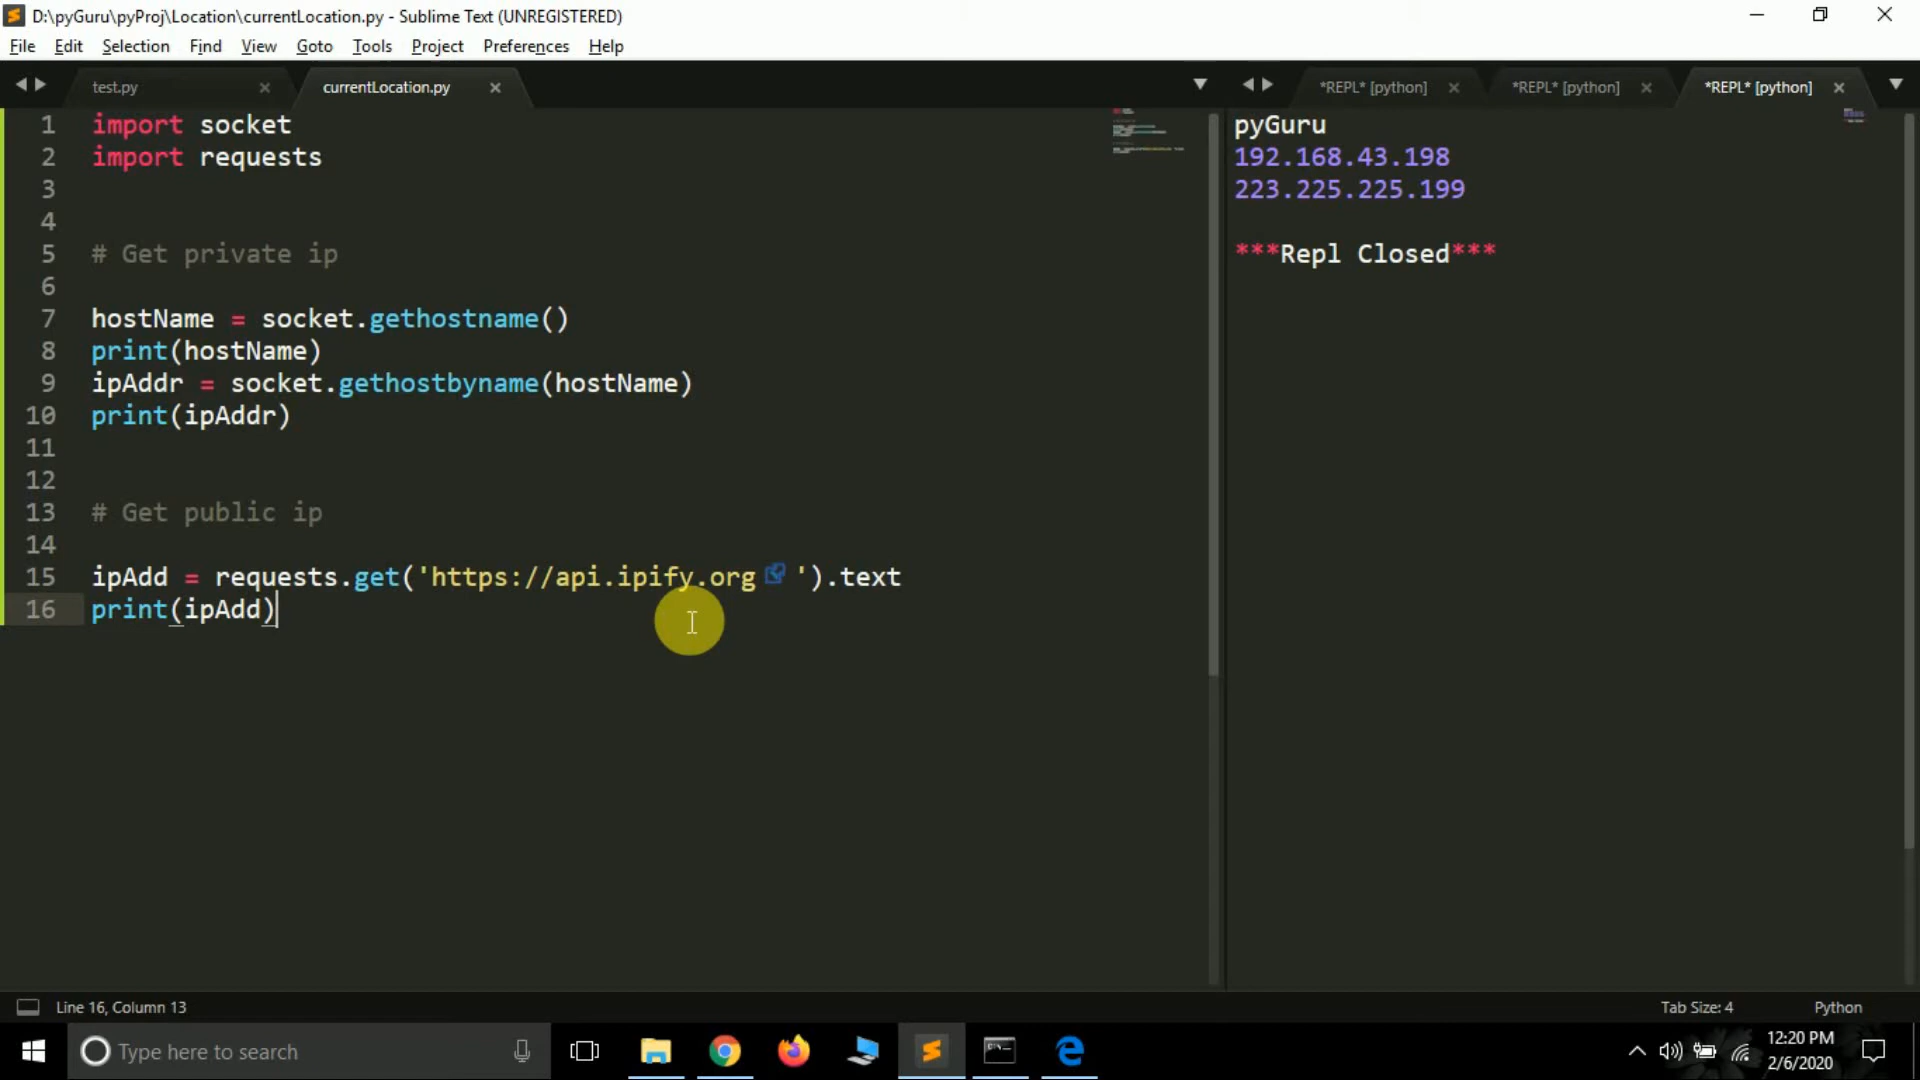 D:\pyGuru\pyProj\Location\currentLocation.py - Sublime Text (UNREGISTERED)
File Edit Selection Find View Goto Tools Project Preferences Help
test.py
currentLocation.py
*REPL* [python]
*REPL* [python]
*REPL* [python]
1 import socket
2 import requests
3
4
5 # Get private ip
6
7 hostName = socket.gethostname()
8 print(hostName)
9 ipAddr = socket.gethostbyname(hostName)
10 print(ipAddr)
11
12
13 # Get public ip
14
15 ipAdd = requests.get('https://api.ipify.org ').text
16 print(ipAdd)
pyGuru
192.168.43.198
223.225.225.199
***Repl Closed***
Line 16, Column 13
Tab Size: 4
Python
Type here to search
12:20 PM
2/6/2020